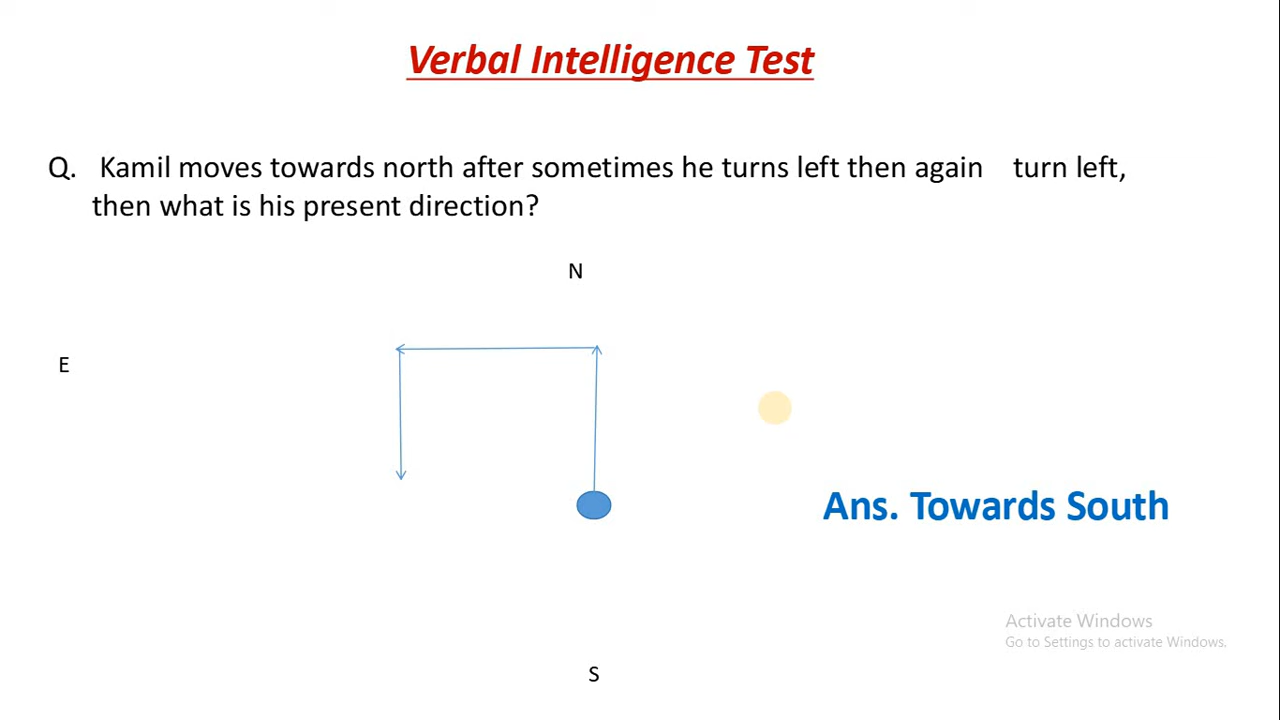 Verbal Intelligence Test
Q. Kamil moves towards north after sometimes he turns left then again turn left,
then what is his present direction?
N
E
Ans. Towards South
Activate Windows
Go to Settings to activate Windows.
S